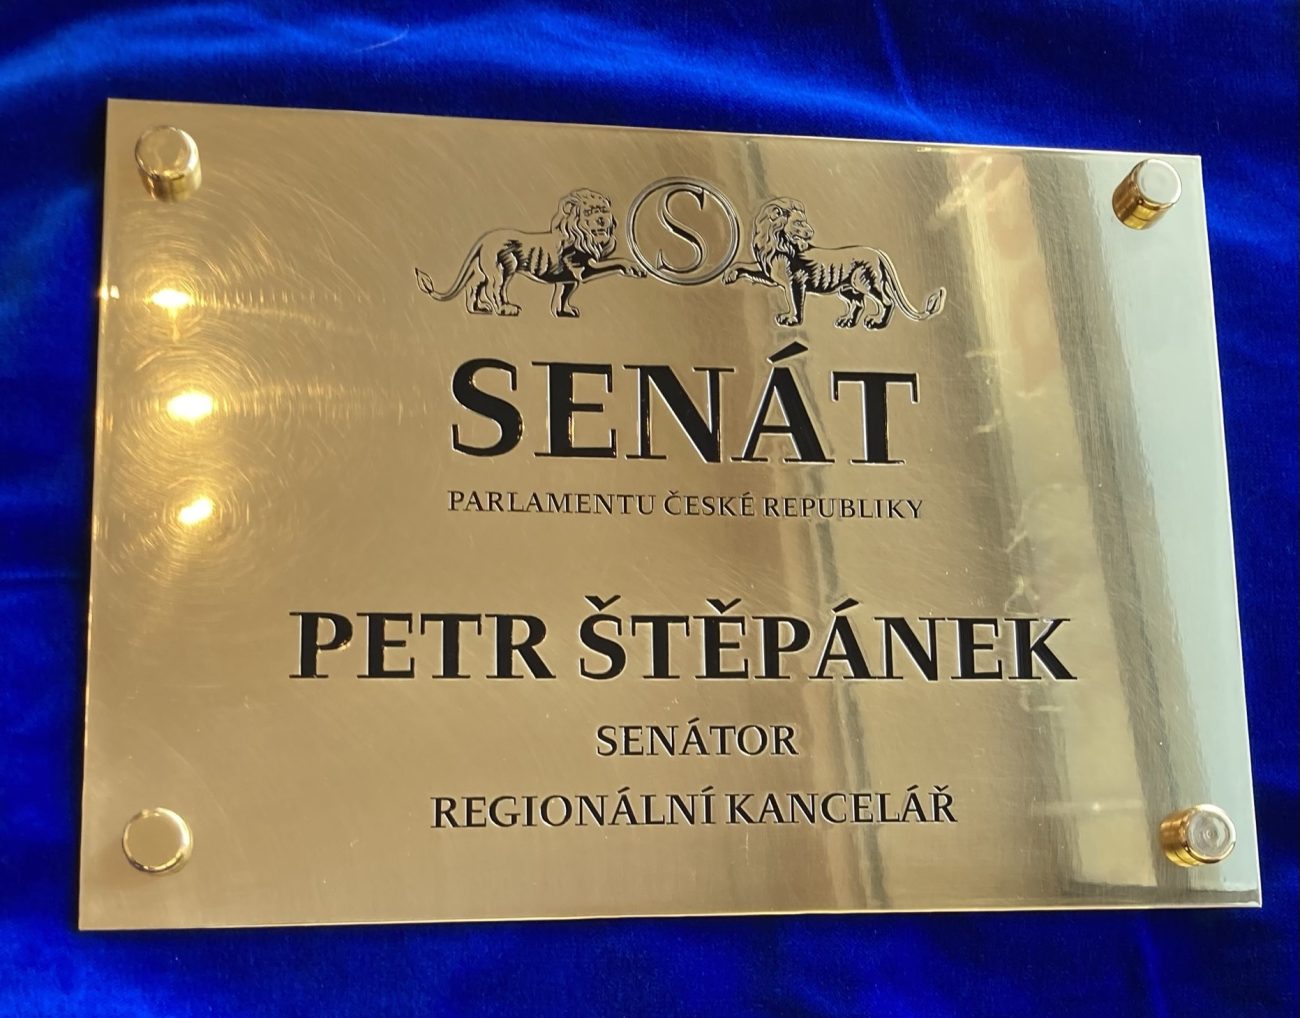 S
SENÁT
PARLAMENTU ČESKÉ REPUBLIKY
PETR ŠTĚPÁNEK
SENÁTOR
REGIONÁLNÍ KANCELÁŘ